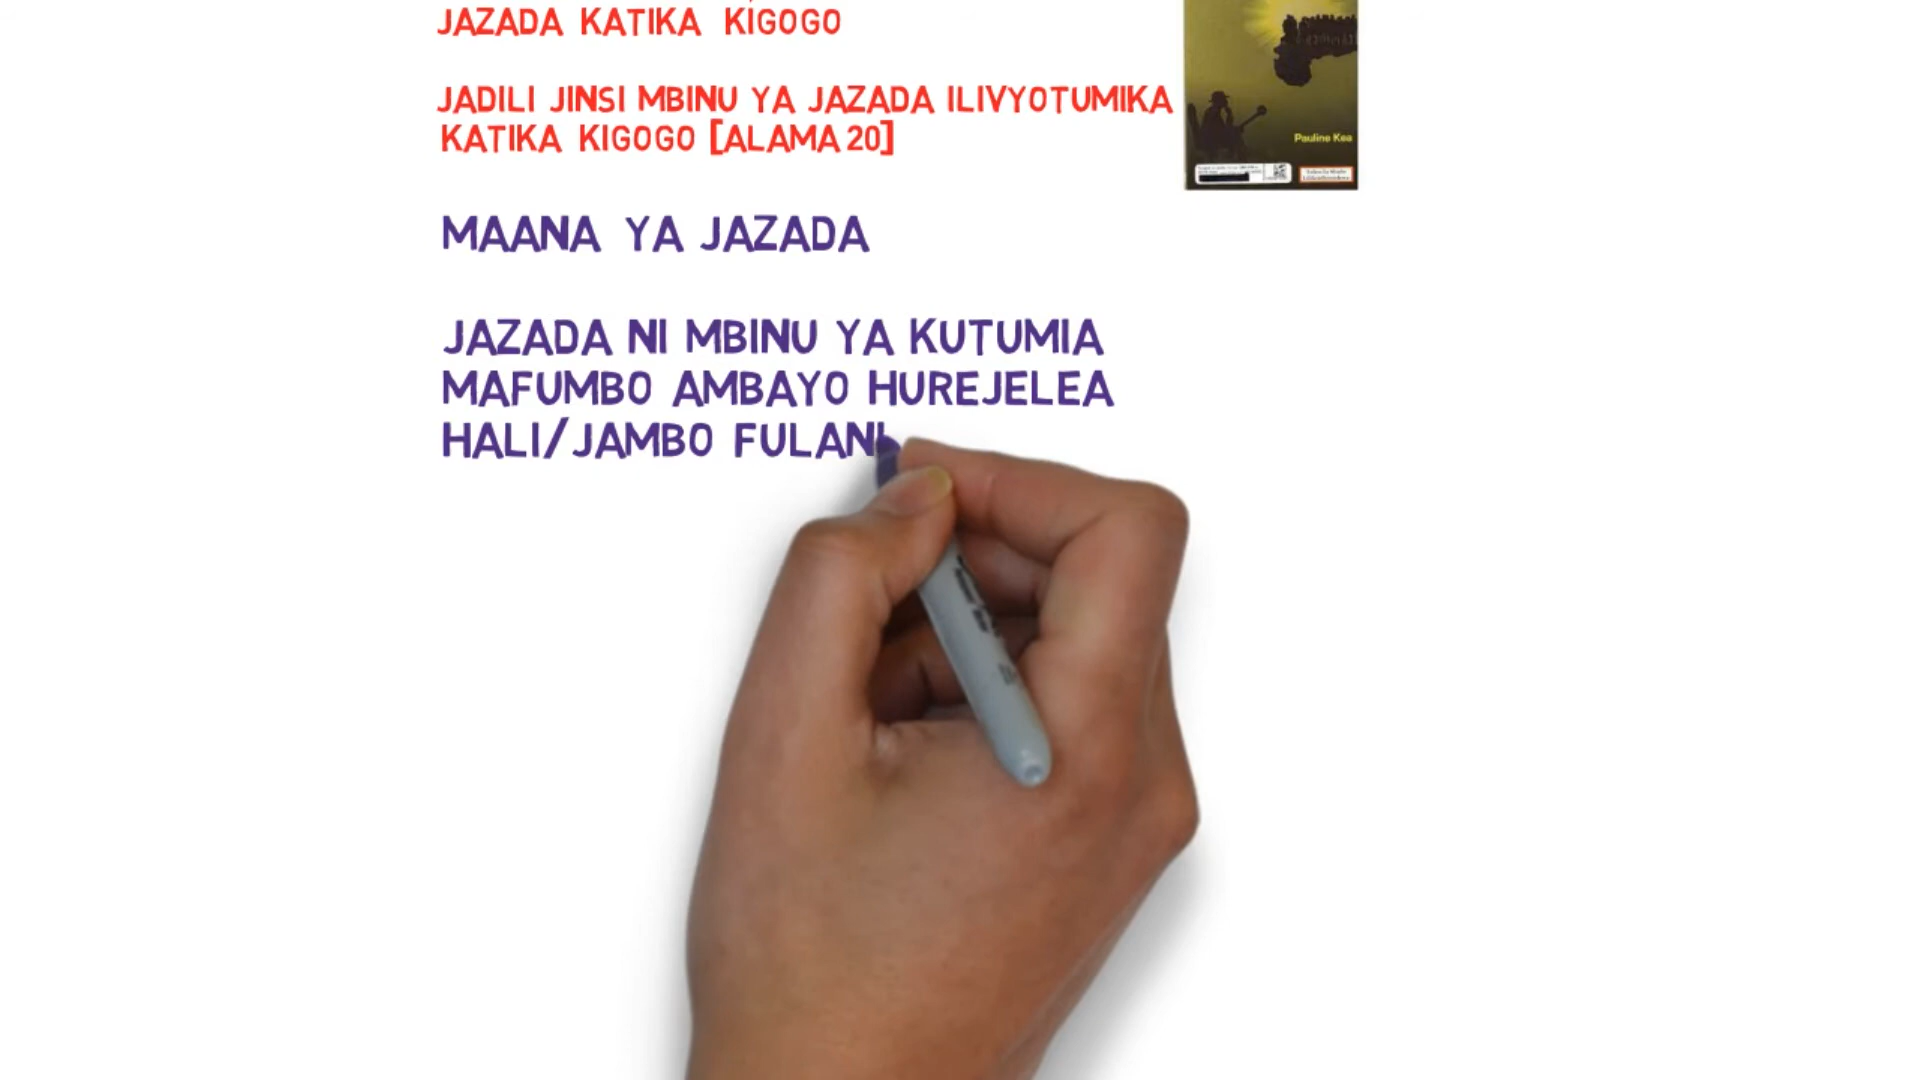 JAZADA KATIKA KIGOGO
JADILI JINSI MBINU YA JAZADA ILIVYOTUMIKA
KATIKA KIGOGO [ALAMA 20]
Pauline Kea
MAANA YA JAZADA
JAZADA NI MBINU YA KUTUMIA
MAFUMBO AMBAYO HUREJELEA
HALI/JAMBO FULANI